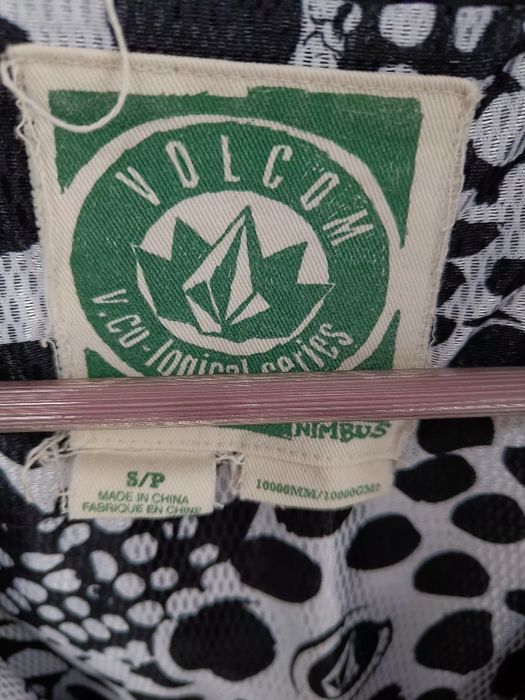 VOLCOM
V.co-logical series
NIMBUS
S/P
MADE IN CHINA
FABRIQUE EN CHINE
10000MM/10000GM2